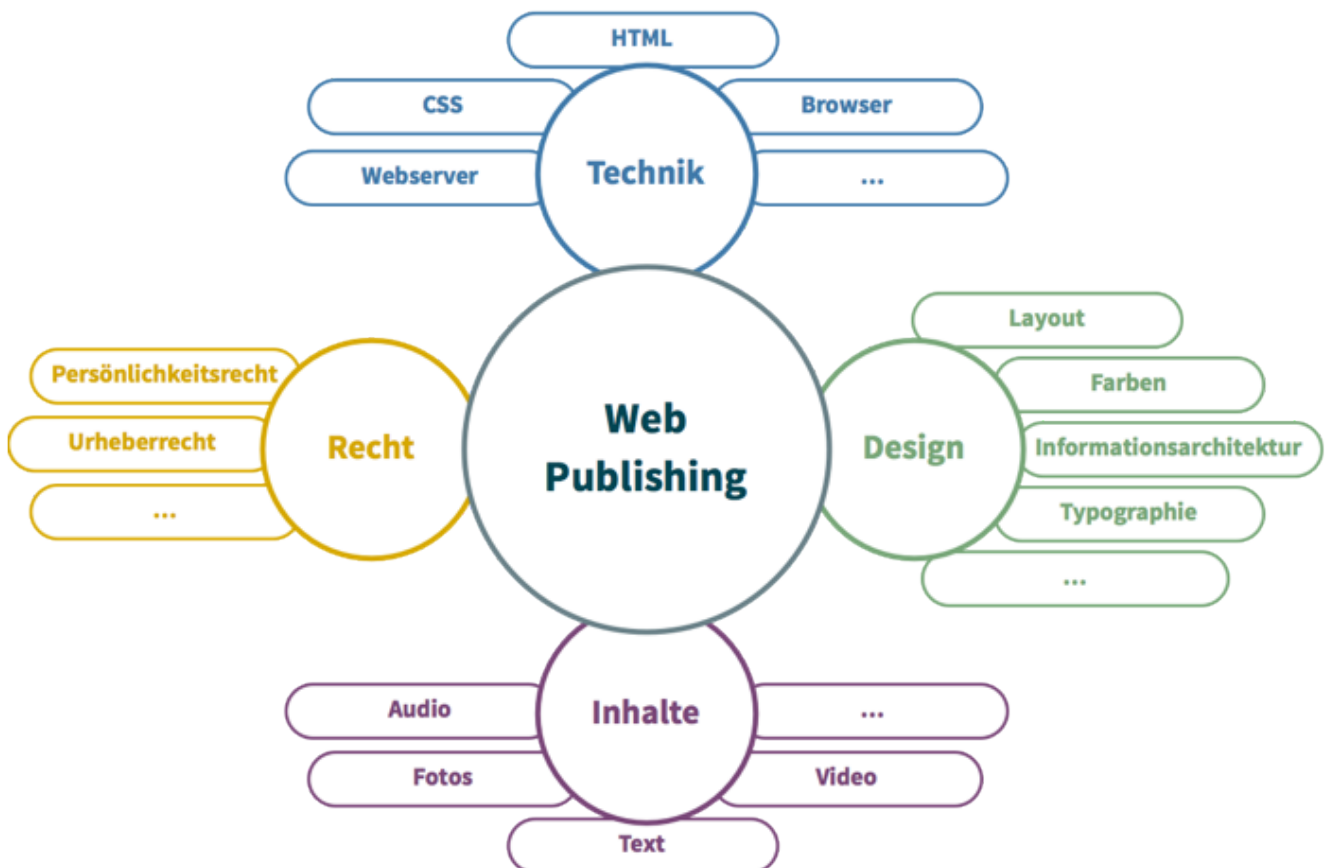 HTML
CSS
Browser
Technik
Webserver
...
Layout
Persönlichkeitsrecht
Farben
Web
Publishing
Urheberrecht
Recht
Design
Informationsarchitektur
...
Typographie
...
Audio
Inhalte
...
Fotos
Video
Text